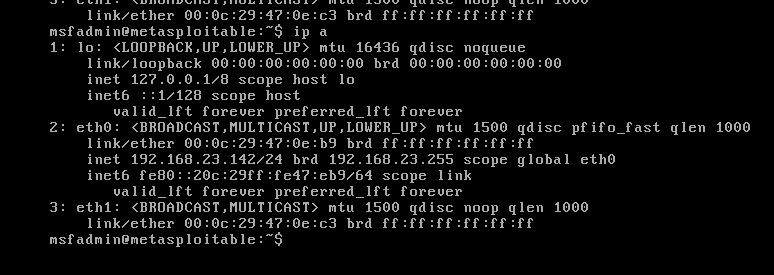 3: eth1: <BROADCAST,MULTICAST> mtu 1500 qdisc noop qlen 1000
link/ether 00:0c:29:47:0e:c3 brd ff:ff:ff:ff:ff:ff
msfadmin@metasploitable:~$ ip a
1: lo: <LOOPBACK,UP,LOWER_UP> mtu 16436 qdisc noqueue
link/loopback 00:00:00:00:00:00 brd 00:00:00:00:00:00
inet 127.0.0.1/8 scope host lo
inet6 ::1/128 scope host
valid_lft forever preferred_lft forever
2: eth0: <BROADCAST,MULTICAST,UP,LOWER_UP> mtu 1500 qdisc pfifo_fast qlen 1000
link/ether 00:0c:29:47:0e:b9 brd ff:ff:ff:ff:ff:ff
inet 192.168.23.142/24 brd 192.168.23.255 scope global eth0
inet6 fe80::20c:29ff:fe47:eb9/64 scope link
valid_lft forever preferred_lft forever
3: eth1: <BROADCAST,MULTICAST> mtu 1500 qdisc noop qlen 1000
link/ether 00:0c:29:47:0e:c3 brd ff:ff:ff:ff:ff:ff
msfadmin@metasploitable:~$